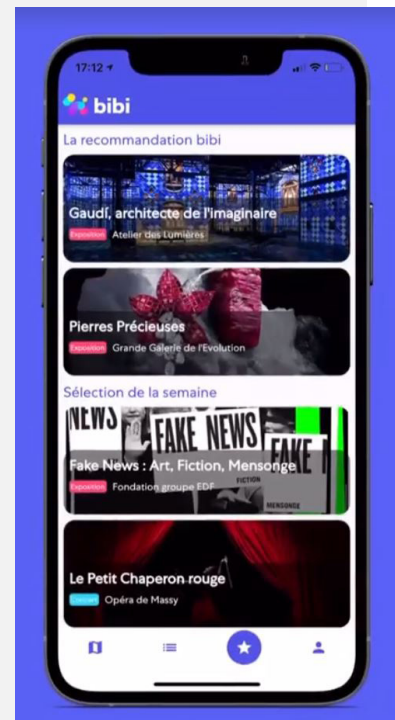 17:12
bibi
La recommandation bibi
Gaudí, architecte de l'imaginaire
Exposition Atelier des Lumières
Pierres Précieuses
Exposition Grande Galerie de l'Evolution
Sélection de la semaine
NEWS
FAKE NEWS
FAKE N
FICTION
Fake News : Art, Fiction, Mensonge
Exposition Fondation groupe EDF
MENSONGE
Le Petit Chaperon rouge
Concert Opéra de Massy